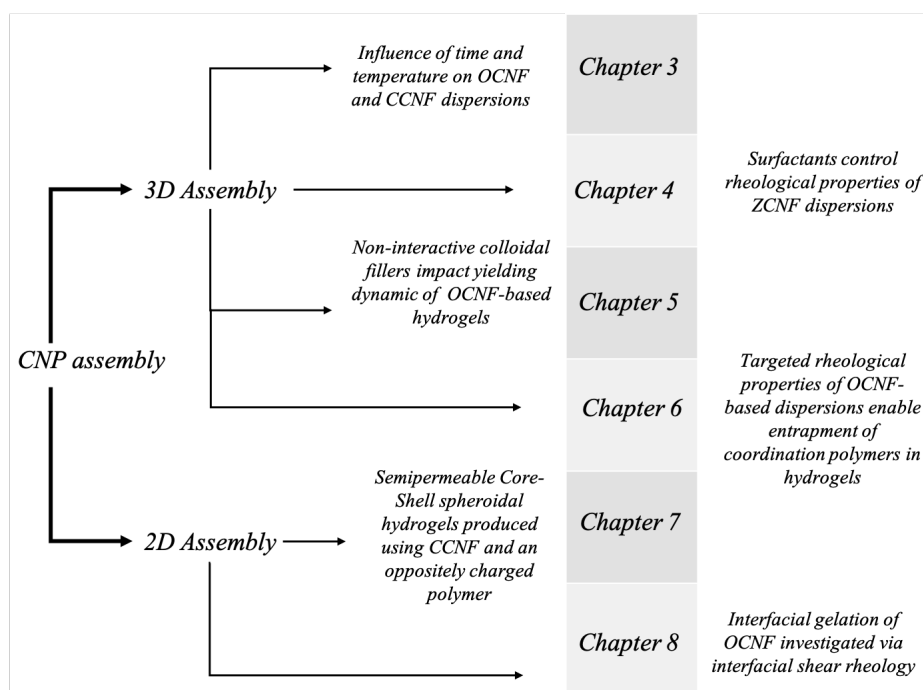 Influence of time and
temperature on OCNF
and CCNF dispersions
Chapter 3
3D Assembly
Chapter 4
Surfactants control
rheological properties of
ZCNF dispersions
Non-interactive colloidal
fillers impact yielding
dynamic of OCNF-based
hydrogels
Chapter 5
CNP assembly
Chapter 6
Targeted rheological
properties of OCNF-
based dispersions enable
entrapment of
coordination polymers in
hydrogels
2D Assembly
Semipermeable Core-
Shell spheroidal
hydrogels produced
using CCNF and an
oppositely charged
polymer
Chapter 7
Chapter 8
Interfacial gelation of
OCNF investigated via
interfacial shear rheology